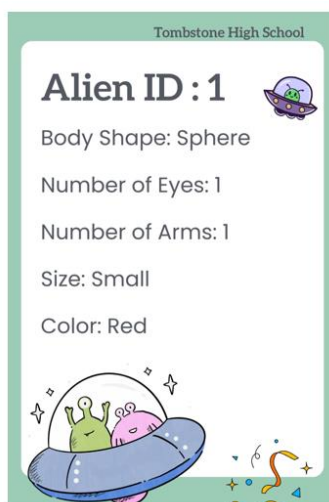 Tombstone High School
Alien ID : 1
Body Shape: Sphere
Number of Eyes: 1
Number of Arms: 1
Size: Small
Color: Red